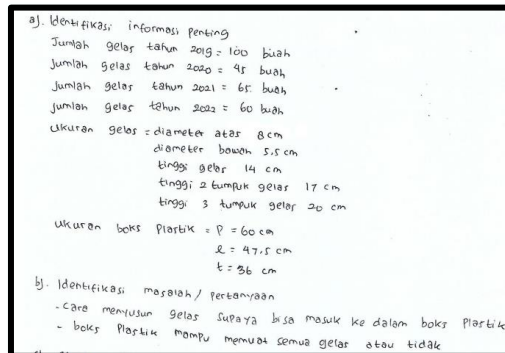 a). Identifikasi informasi penting
Jumlah gelas tahun 2019 = 100 buah
Jumlah gelas tahun 2020 = 45 buah
Jumlah gelas tahun 2021 = 65 buah
Jumlah gelas tahun 2022 = 60 buah
Ukuran gelas = diameter atas 8 cm
diameter bawah 5,5 cm
tinggi gelas 14 cm
tinggi 2 tumpuk gelas 17 cm
tinggi 3 tumpuk gelas 20 cm
Ukuran boks Plastik = P = 60 cm
l = 47,5 cm
t = 36 cm
b). Identifikasi masalah / pertanyaan
- Cara menyusun gelas supaya bisa masuk ke dalam boks Plastik
- boks Plastik mampu memuat semua gelas atau tidak